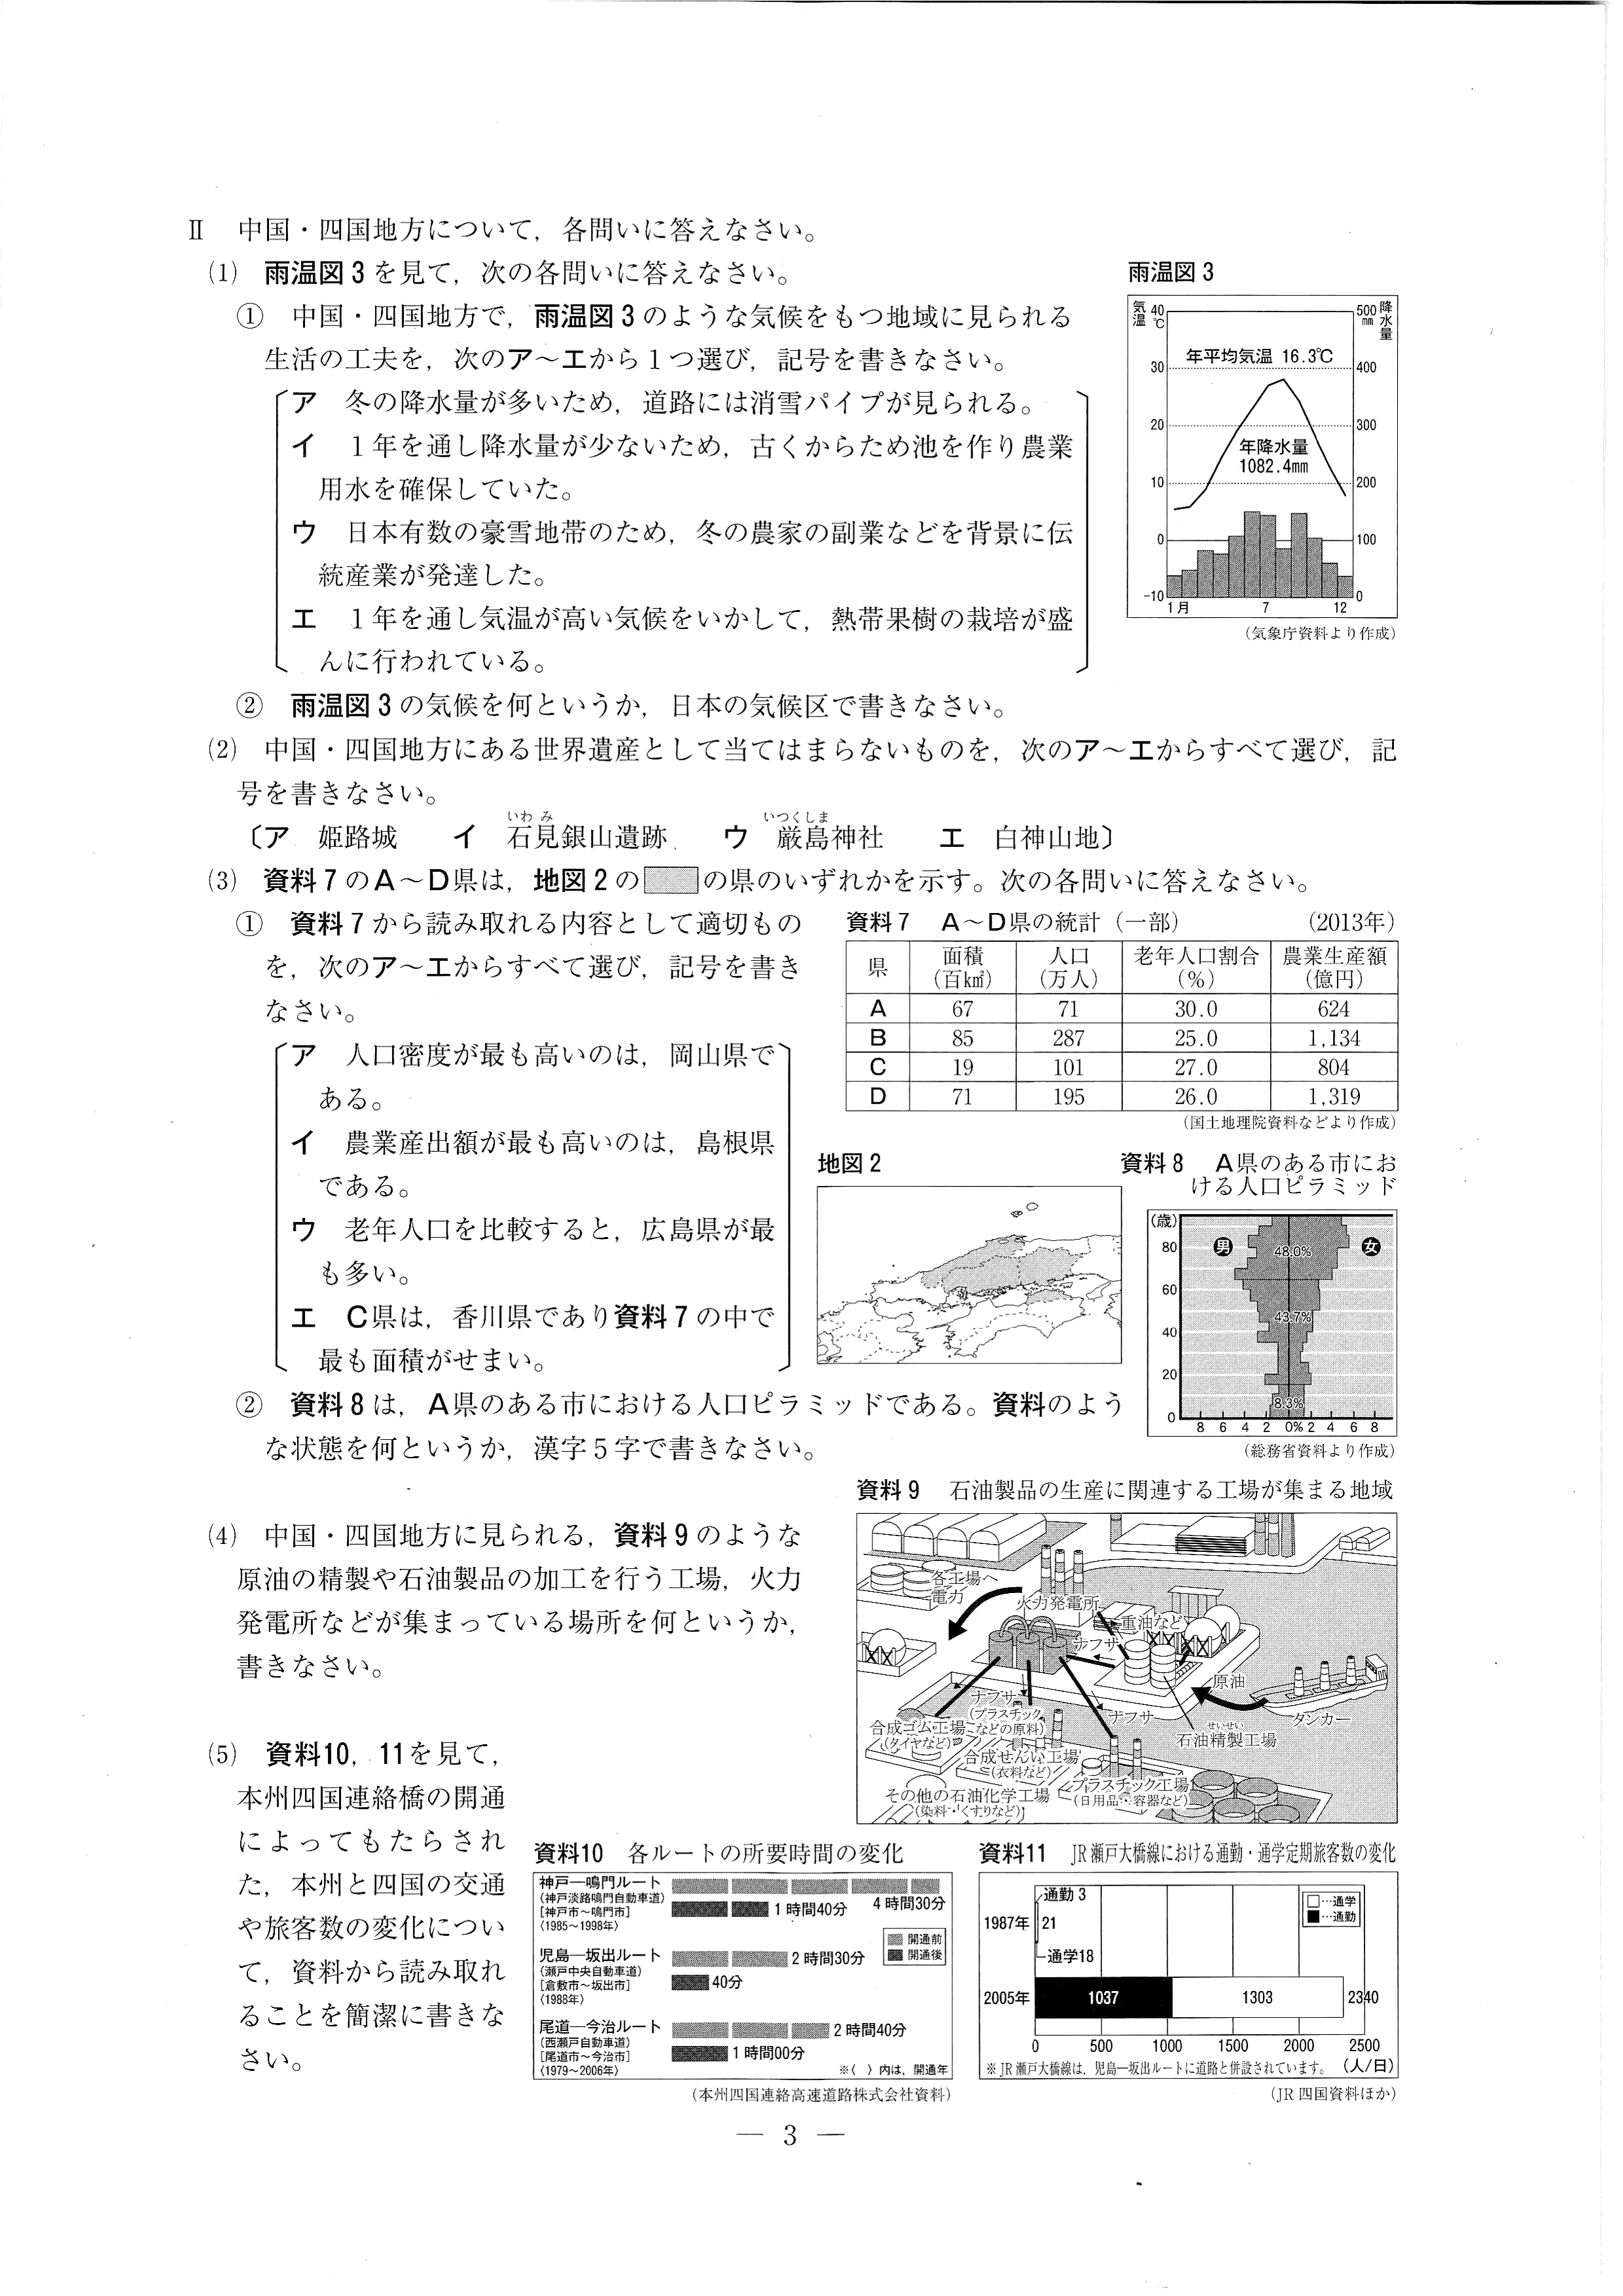 Ⅱ　中国・四国地方について，各問いに答えなさい。
(1)　雨温図３を見て，次の各問いに答えなさい。
①　中国・四国地方で，雨温図３のような気候をもつ地域に見られる
生活の工夫を，次のア〜エから１つ選び，記号を書きなさい。
ア　冬の降水量が多いため，道路には消雪パイプが見られる。
イ　１年を通し降水量が少ないため，古くからため池を作り農業
用水を確保していた。
ウ　日本有数の豪雪地帯のため，冬の農家の副業などを背景に伝
統産業が発達した。
エ　１年を通し気温が高い気候をいかして，熱帯果樹の栽培が盛
んに行われている。
雨温図３
気温 40 ℃
500 mm 降水量
年平均気温 16.3℃
30
400
20
300
年降水量
1082.4mm
10
200
0
100
-10
0
1月 7 12
（気象庁資料より作成）
②　雨温図３の気候を何というか，日本の気候区で書きなさい。
(2)　中国・四国地方にある世界遺産として当てはまらないものを，次のア〜エからすべて選び，記
号を書きなさい。
いわみ　いつくしま
〔ア　姫路城　イ　石見銀山遺跡　ウ　厳島神社　エ　白神山地〕
(3)　資料７のＡ〜Ｄ県は，地図２の　の県のいずれかを示す。次の各問いに答えなさい。
①　資料７から読み取れる内容として適切もの
を，次のア〜エからすべて選び，記号を書き
なさい。
ア　人口密度が最も高いのは，岡山県で
ある。
イ　農業産出額が最も高いのは，島根県
である。
ウ　老年人口を比較すると，広島県が最
も多い。
エ　Ｃ県は，香川県であり資料７の中で
最も面積がせまい。
資料７　Ａ〜Ｄ県の統計（一部）　（2013年）
県　面積（百㎢）　人口（万人）　老年人口割合（％）　農業生産額（億円）
A　67　71　30.0　624
B　85　287　25.0　1,134
C　19　101　27.0　804
D　71　195　26.0　1,319
（国土地理院資料などより作成）
地図２
資料８　Ａ県のある市にお
ける人口ピラミッド
（歳）
80
男
48.0%
女
60
43.7%
40
20
8.3%
0
8 6 4 2 0% 2 4 6 8
（総務省資料より作成）
②　資料８は，Ａ県のある市における人口ピラミッドである。資料のよう
な状態を何というか，漢字５字で書きなさい。
(4)　中国・四国地方に見られる，資料９のような
原油の精製や石油製品の加工を行う工場，火力
発電所などが集まっている場所を何というか，
書きなさい。
資料９　石油製品の生産に関連する工場が集まる地域
各工場へ
電力
火力発電所
重油など
ナフサ
原油
タンカー
ナフサ
（プラスチック
などの原料）
ナフサ
せいせい
石油精製工場
合成ゴム工場
（タイヤなど）
合成せんい工場
（衣料など）
プラスチック工場
（日用品・容器など）
その他の石油化学工場
（染料・くすりなど）
(5)　資料10，11を見て，
本州四国連絡橋の開通
によってもたらされ
た，本州と四国の交通
や旅客数の変化につい
て，資料から読み取れ
ることを簡潔に書きな
さい。
資料10　各ルートの所要時間の変化
神戸―鳴門ルート
（神戸淡路鳴門自動車道）
［神戸市〜鳴門市］
〈1985〜1998年〉
4時間30分
1時間40分
開通前
開通後
児島―坂出ルート
（瀬戸中央自動車道）
［倉敷市〜坂出市］
〈1988年〉
2時間30分
40分
尾道―今治ルート
（西瀬戸自動車道）
［尾道市〜今治市］
〈1979〜2006年〉
2時間40分
1時間00分
※〈　〉内は，開通年
（本州四国連絡高速道路株式会社資料）
資料11　JR瀬戸大橋線における通勤・通学定期旅客数の変化
通勤3
…通学
…通勤
1987年　21
通学18
2005年　1037　1303　2340
0　500　1000　1500　2000　2500
（人/日）
※JR瀬戸大橋線は，児島―坂出ルートに道路と併設されています。
（JR四国資料ほか）
― 3 ―